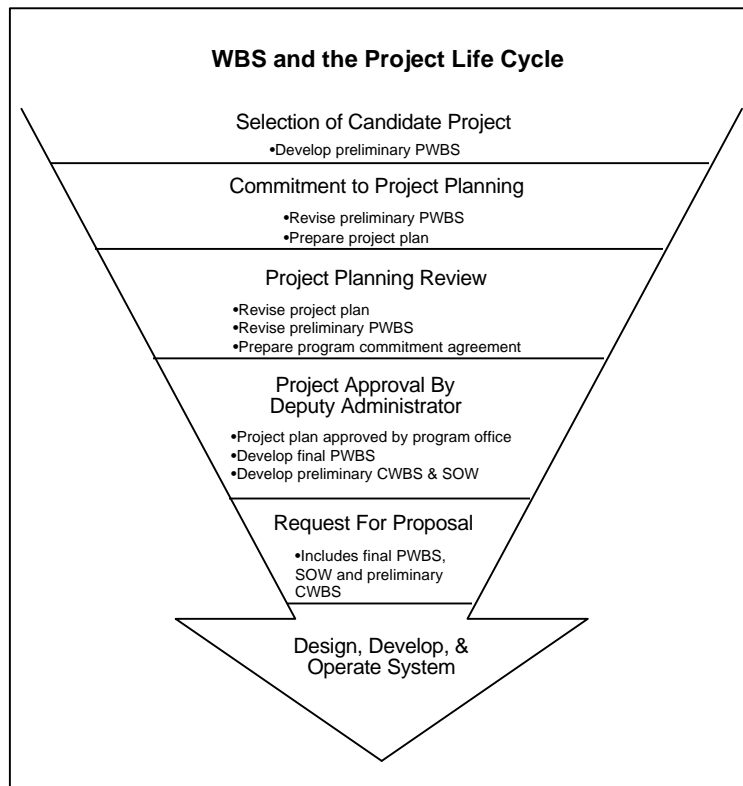 WBS and the Project Life Cycle
Selection of Candidate Project
•Develop preliminary PWBS
Commitment to Project Planning
•Revise preliminary PWBS
•Prepare project plan
Project Planning Review
•Revise project plan
•Revise preliminary PWBS
•Prepare program commitment agreement
Project Approval By
Deputy Administrator
•Project plan approved by program office
•Develop final PWBS
•Develop preliminary CWBS & SOW
Request For Proposal
•Includes final PWBS,
SOW and preliminary
CWBS
Design, Develop, &
Operate System